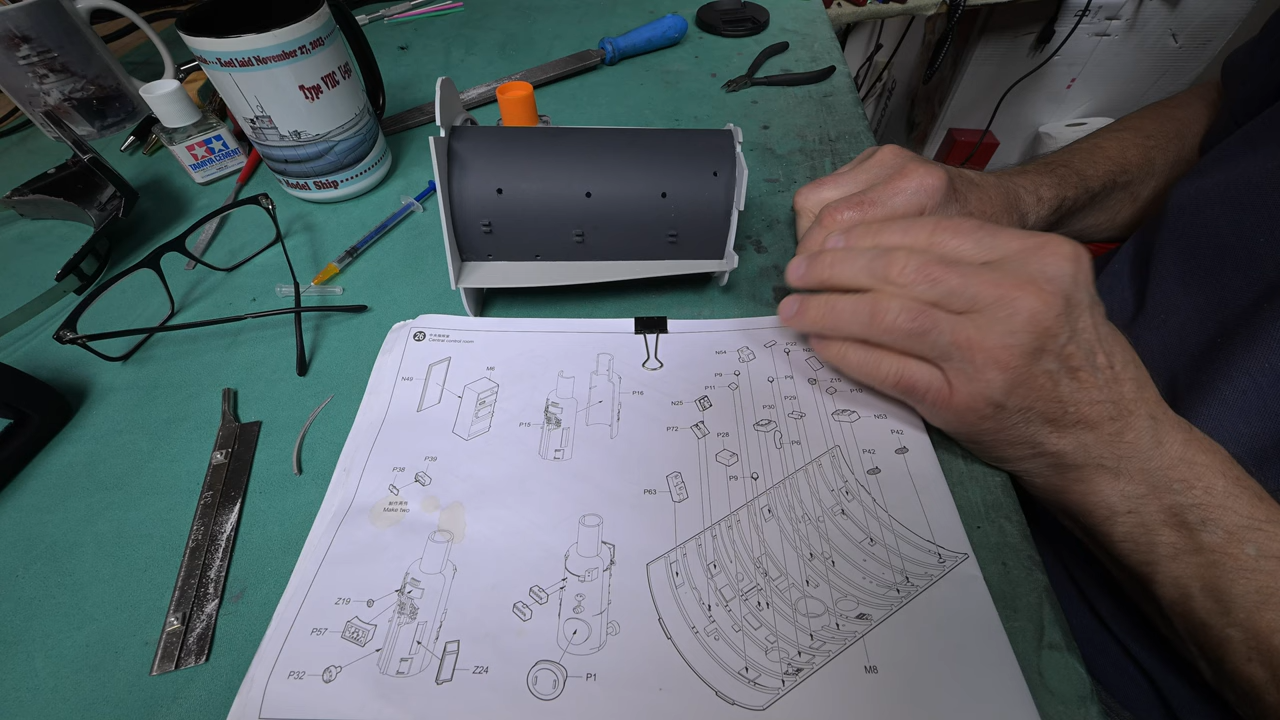 Keel laid November 27, 2023
Type VIIC U-
Model Ship
TAMIYA CEMENT
26
Central control room
N49
M6
P15
P16
P38
P39
Make two
Z19
P57
P32
Z24
P1
N54
P22
P9
P11
P9
Z15
N25
P29
N53
P72
P30
P6
P28
P42
P42
P9
P63
M8